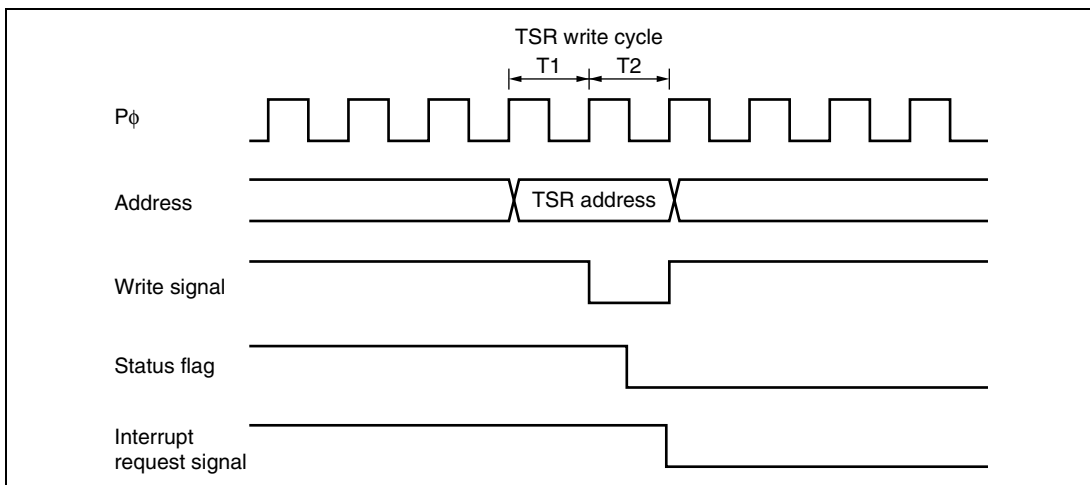 TSR write cycle
T1 T2
Pϕ
Address
TSR address
Write signal
Status flag
Interrupt
request signal